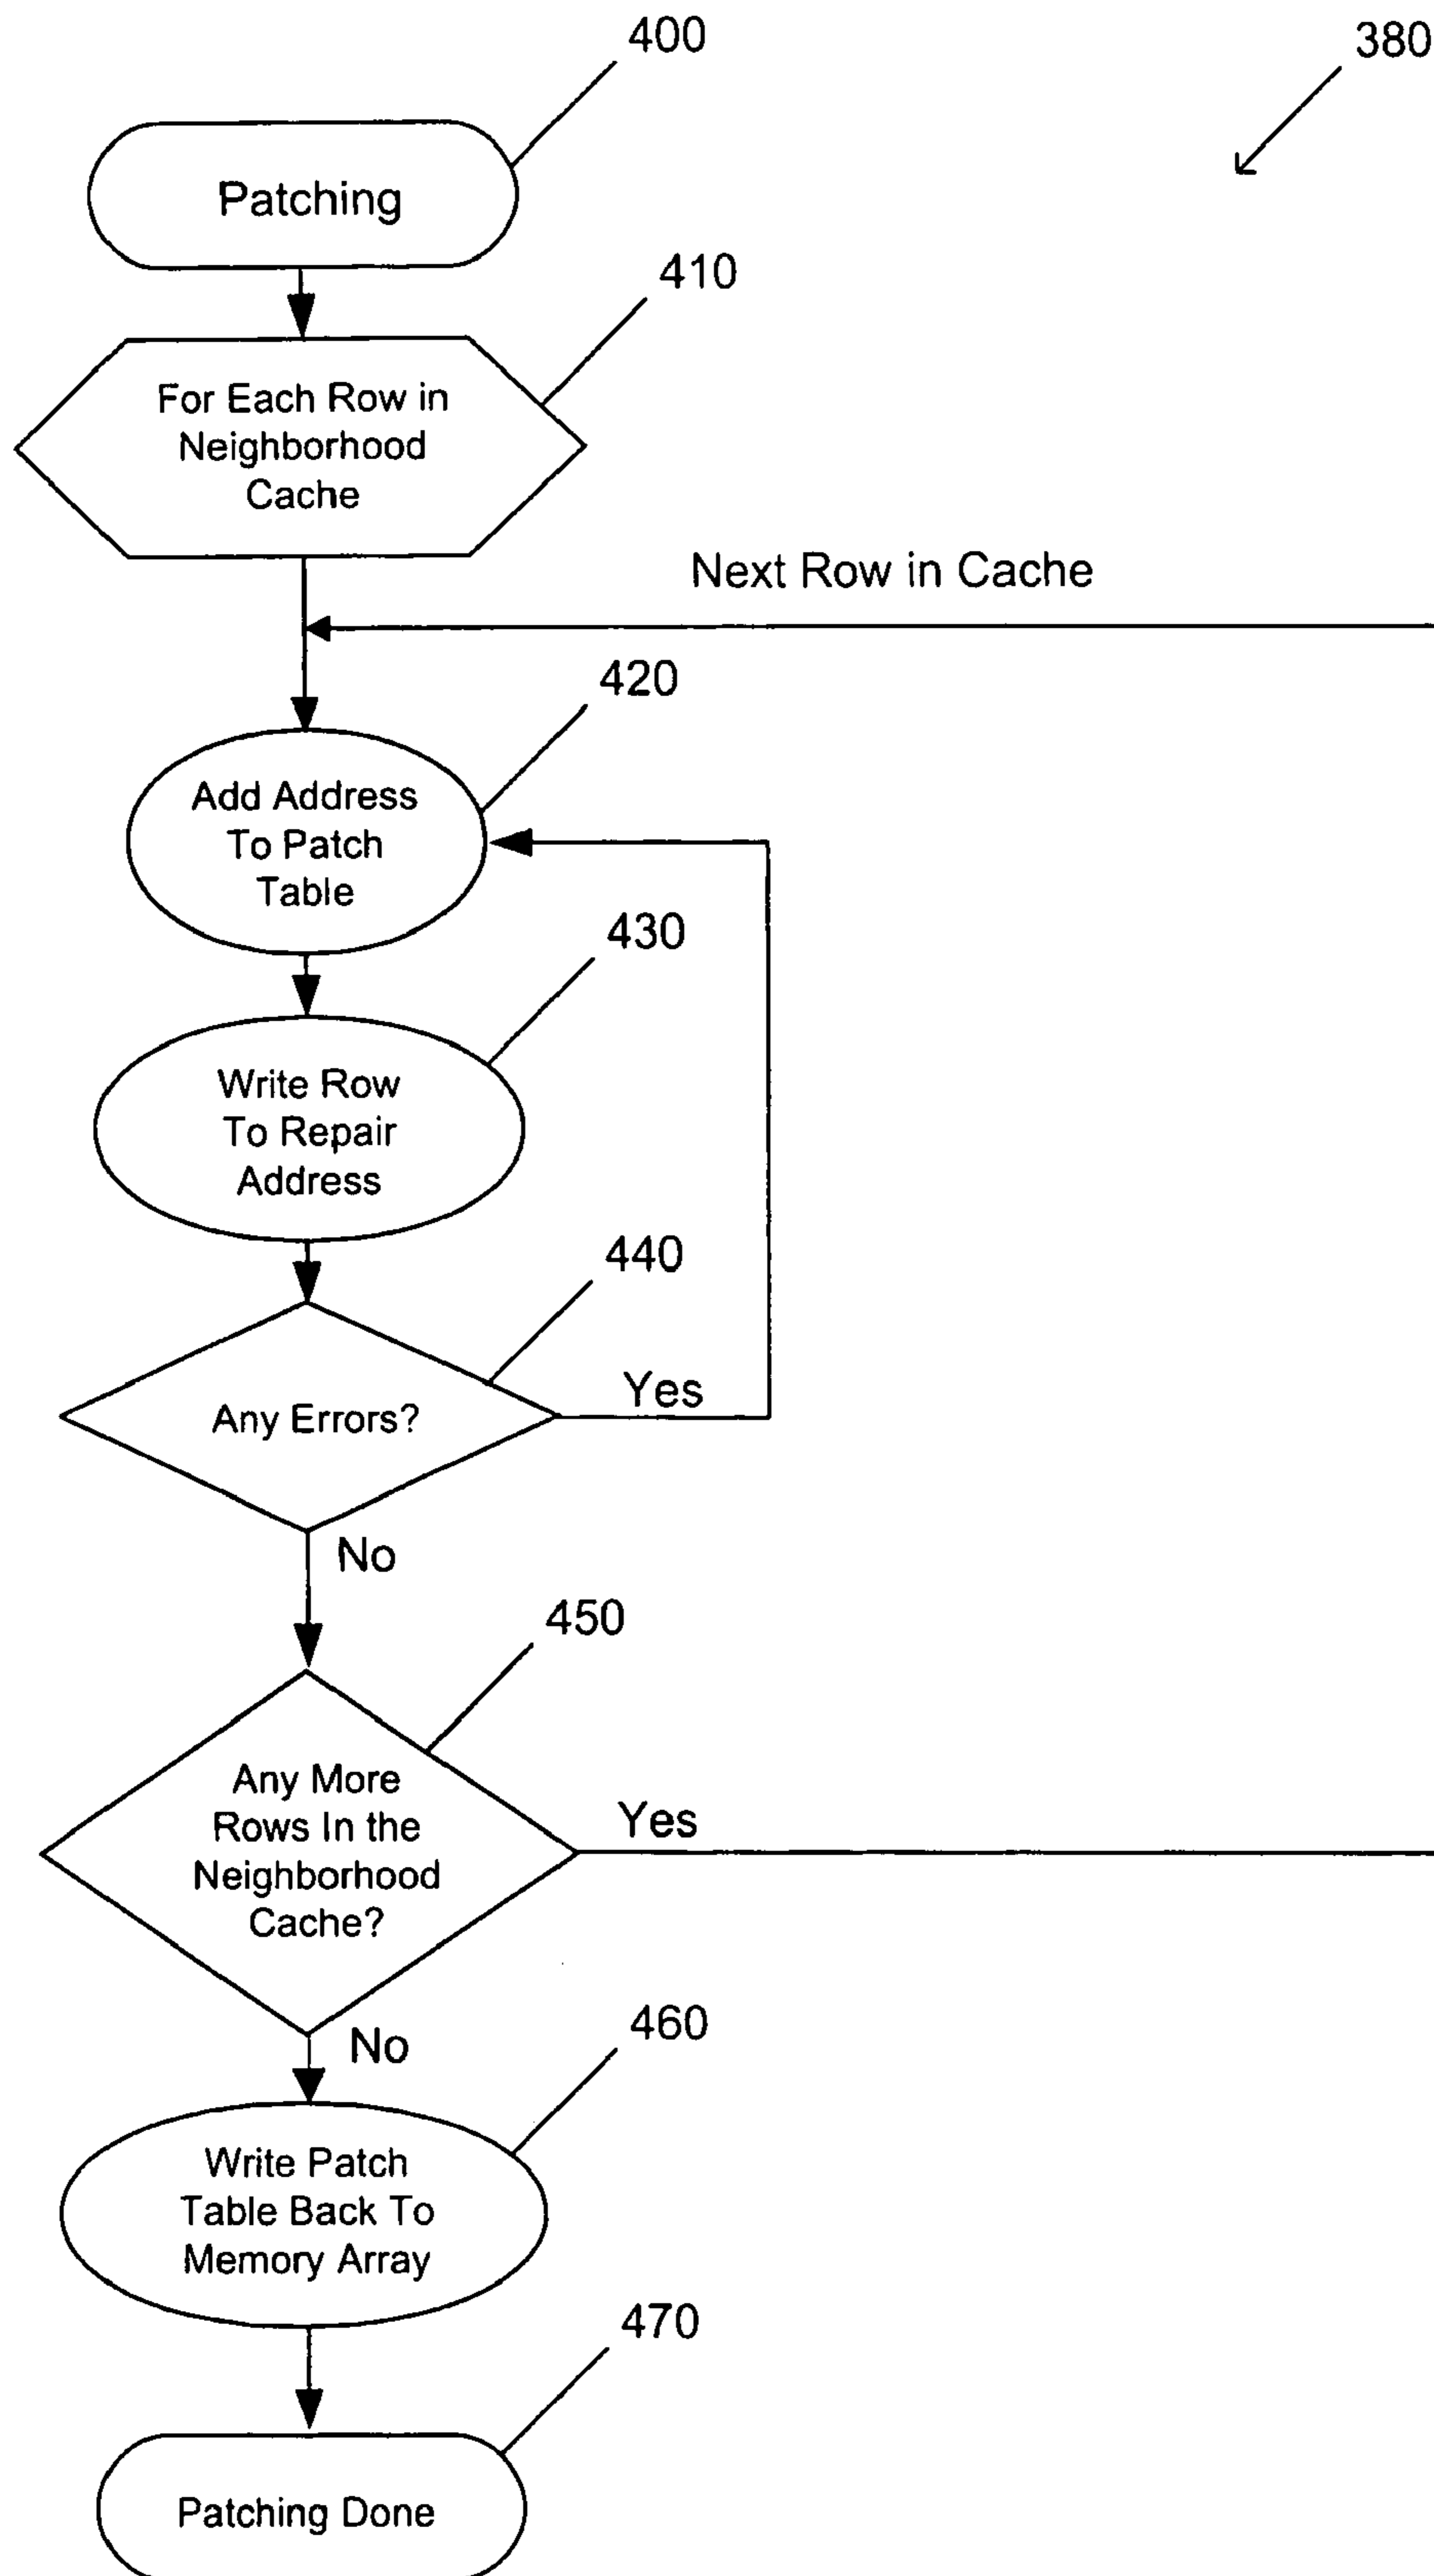 400
380
Patching
410
For Each Row in
Neighborhood
Cache
Next Row in Cache
420
Add Address
To Patch
Table
430
Write Row
To Repair
Address
440
Any Errors?
Yes
No
450
Any More
Rows In the
Neighborhood
Cache?
Yes
No
460
Write Patch
Table Back To
Memory Array
470
Patching Done